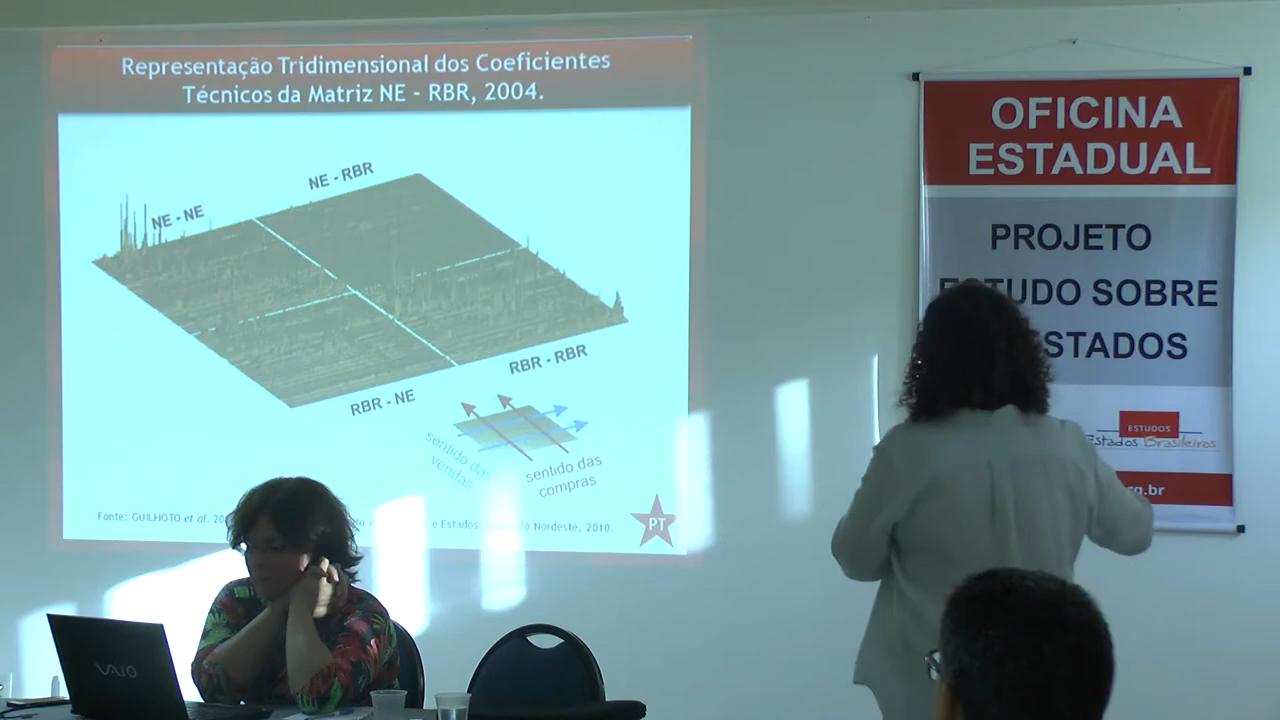 Representação Tridimensional dos Coeficientes
Técnicos da Matriz NE - RBR, 2004.
NE - RBR
NE - NE
RBR - RBR
RBR - NE
sentido das
vendas
sentido das
compras
Fonte: GUILHOTO et al.
e Estados
Nordeste, 2010.
PT
VAIO
OFICINA
ESTADUAL
PROJETO
SOBRE
ESTUDOS
Estados Brasileiros